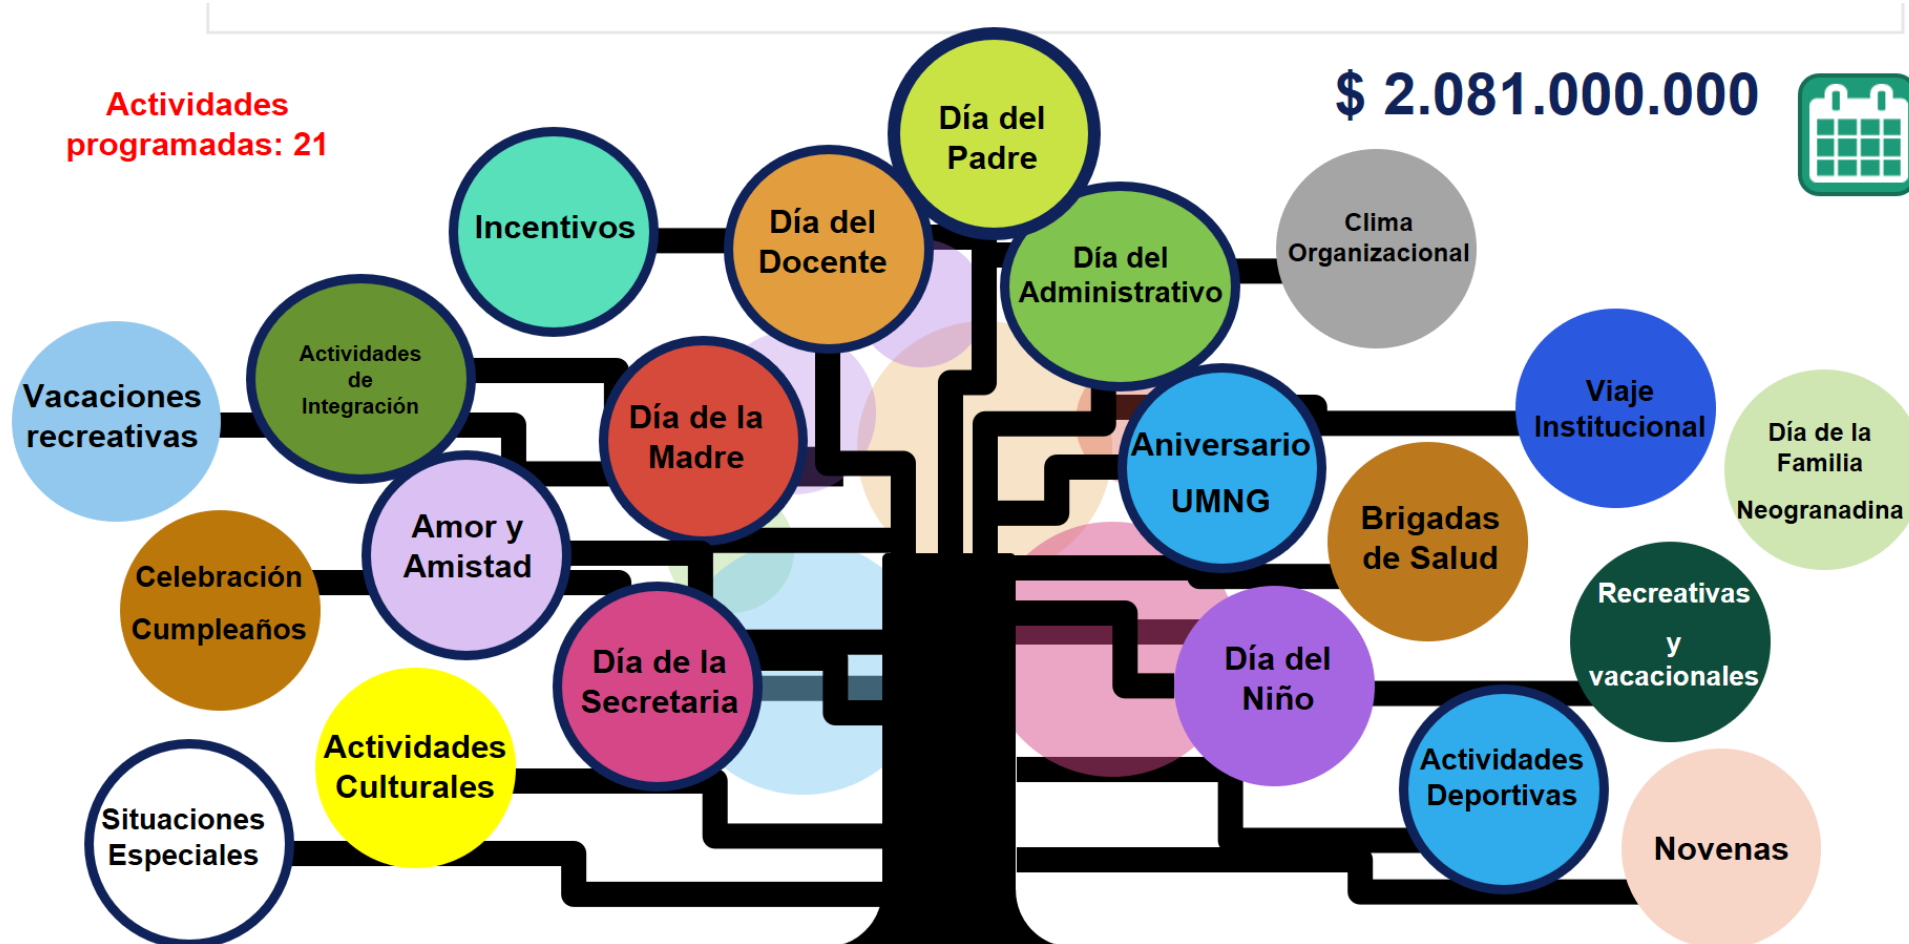 Actividades
programadas: 21
$ 2.081.000.000
Día del
Padre
Incentivos
Día del
Docente
Día del
Administrativo
Clima
Organizacional
Vacaciones
recreativas
Actividades
de
Integración
Día de la
Madre
Aniversario
UMNG
Viaje
Institucional
Día de la
Familia
Neogranadina
Celebración
Cumpleaños
Amor y
Amistad
Brigadas
de Salud
Recreativas
y
vacacionales
Día de la
Secretaria
Día del
Niño
Actividades
Culturales
Actividades
Deportivas
Situaciones
Especiales
Novenas